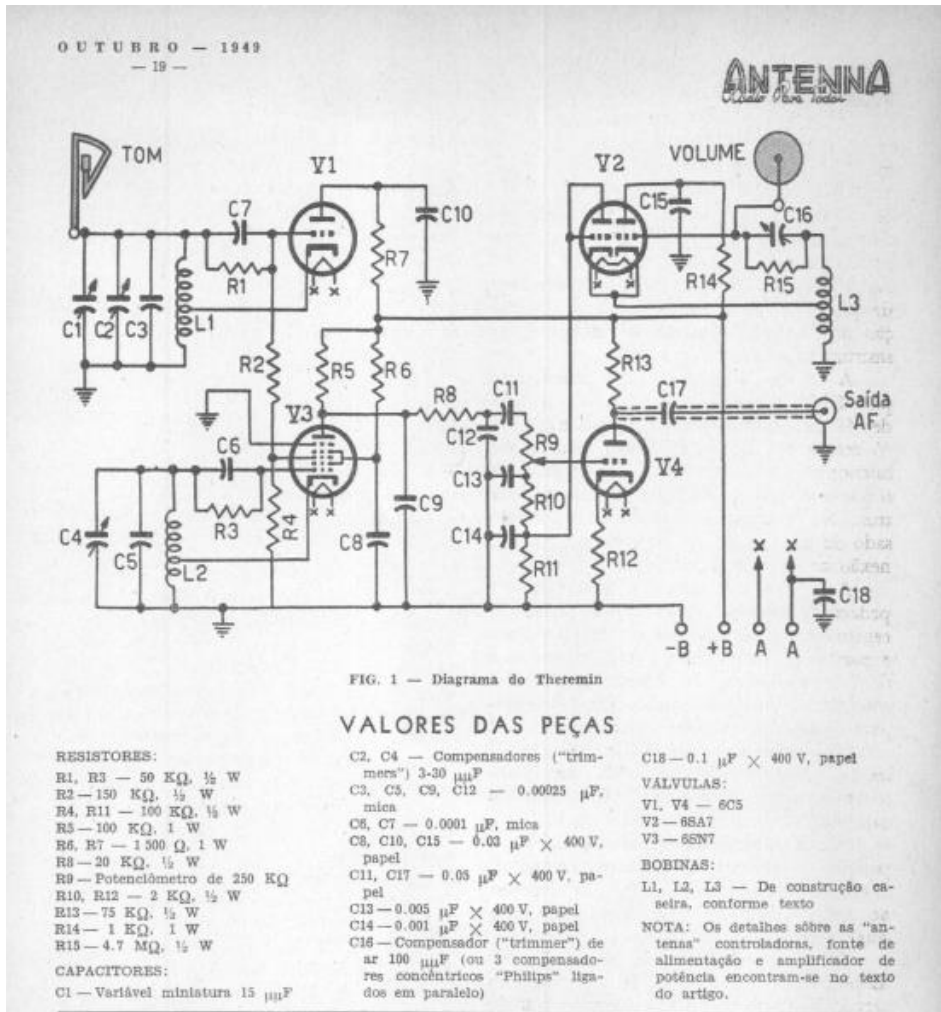 OUTUBRO — 1949
— 19 —
ANTENNA
Rádio Para Todos
TOM
V1
V2
VOLUME
C7
C10
C15
C16
R1
R7
R14
R15
C1
C2
C3
L1
L3
R2
R5
R6
R13
R8
C11
C17
Saída
AF
V3
C12
R9
C6
V4
C13
C9
R10
R3
R4
C4
C5
C8
C14
L2
R11
R12
X
X
C18
-B
+B
A
A
FIG. 1 — Diagrama do Theremin
VALORES DAS PEÇAS
RESISTORES:
R1, R3 — 50 KΩ, ½ W
R2 — 150 KΩ, ½ W
R4, R11 — 100 KΩ, ½ W
R5 — 100 KΩ, 1 W
R6, R7 — 1 500 Ω, 1 W
R8 — 20 KΩ, ½ W
R9 — Potenciômetro de 250 KΩ
R10, R12 — 2 KΩ, ½ W
R13 — 75 KΩ, ½ W
R14 — 1 KΩ, 1 W
R15 — 4.7 MΩ, ½ W
CAPACITORES:
C1 — Variável miniatura 15 μμF
C2, C4 — Compensadores ("trim-
mers") 3-30 μμF
C3, C5, C9, C12 — 0.00025 μF,
mica
C6, C7 — 0.0001 μF, mica
C8, C10, C15 — 0.03 μF × 400 V,
papel
C11, C17 — 0.05 μF × 400 V, pa-
pel
C13 — 0.005 μF × 400 V, papel
C14 — 0.001 μF × 400 V, papel
C16 — Compensador ("trimmer") de
ar 100 μμF (ou 3 compensado-
res concêntricos "Philips" liga-
dos em paralelo)
C18 — 0.1 μF × 400 V, papel
VÁLVULAS:
V1, V4 — 6C5
V2 — 6SA7
V3 — 6SN7
BOBINAS:
L1, L2, L3 — De construção ca-
seira, conforme texto
NOTA: Os detalhes sôbre as "an-
tenas" controladoras, fonte de
alimentação e amplificador de
potência encontram-se no texto
do artigo.